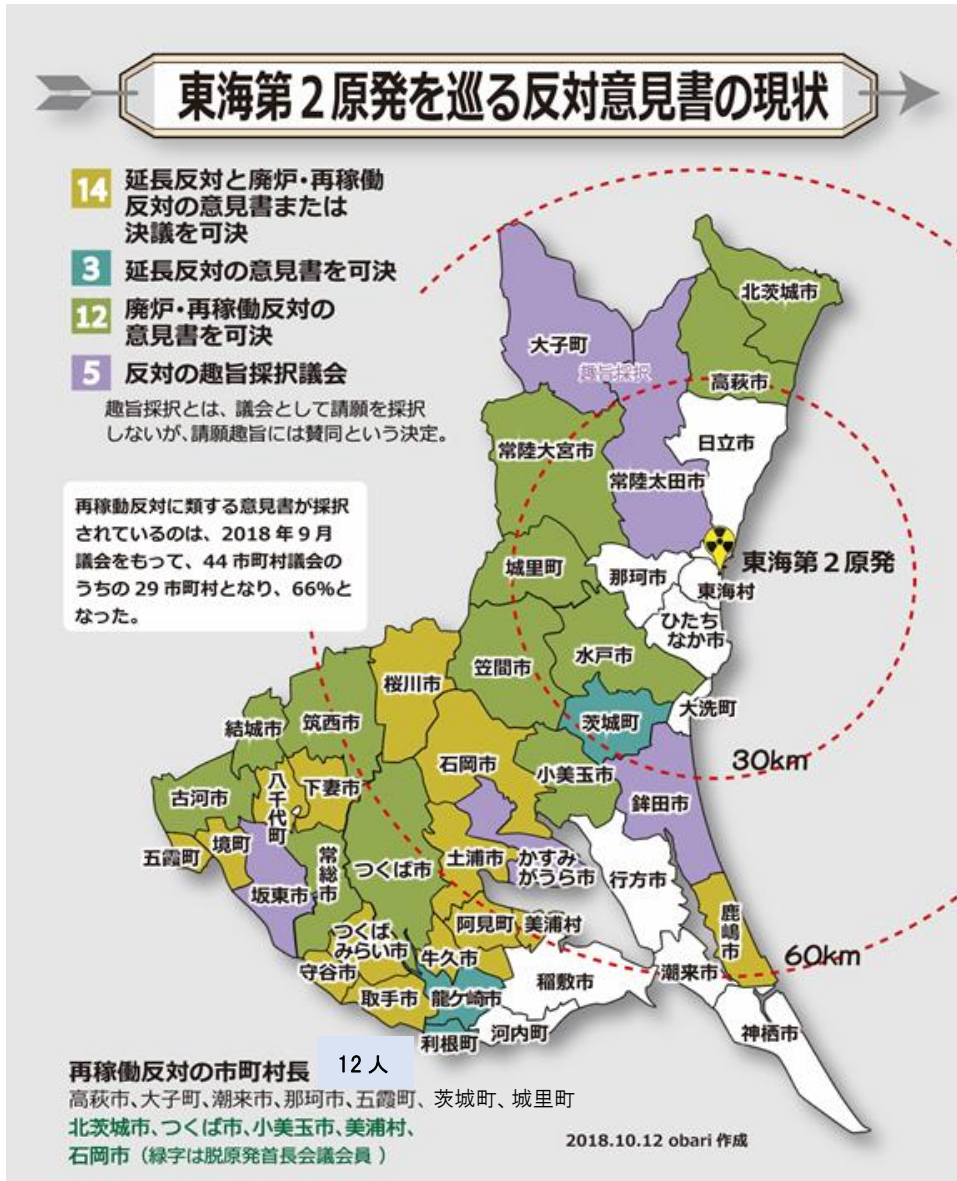 東海第２原発を巡る反対意見書の現状
14 延長反対と廃炉・再稼働
反対の意見書または
決議を可決
3 延長反対の意見書を可決
12 廃炉・再稼働反対の
意見書を可決
5 反対の趣旨採択議会
趣旨採択とは、議会として請願を採択
しないが、請願趣旨には賛同という決定。
再稼動反対に類する意見書が採択
されているのは、2018 年 9 月
議会をもって、44 市町村議会の
うちの 29 市町村となり、66%と
なった。
北茨城市
大子町
趣旨採択
高萩市
日立市
常陸大宮市
常陸太田市
東海第２原発
城里町
那珂市
東海村
ひたち
なか市
水戸市
笠間市
桜川市
茨城町
大洗町
筑西市
結城市
30km
石岡市
小美玉市
下妻市
八千代町
古河市
鉾田市
境町
五霞町
常総市
つくば市
土浦市
かすみ
がうら市
行方市
坂東市
鹿嶋市
阿見町
美浦村
つくば
みらい市
牛久市
60km
守谷市
潮来市
稲敷市
取手市
龍ケ崎市
河内町
神栖市
利根町
再稼働反対の市町村長 12 人
高萩市、大子町、潮来市、那珂市、五霞町、茨城町、城里町
北茨城市、つくば市、小美玉市、美浦村、
石岡市（緑字は脱原発首長会議会員 ）
2018.10.12 obari 作成